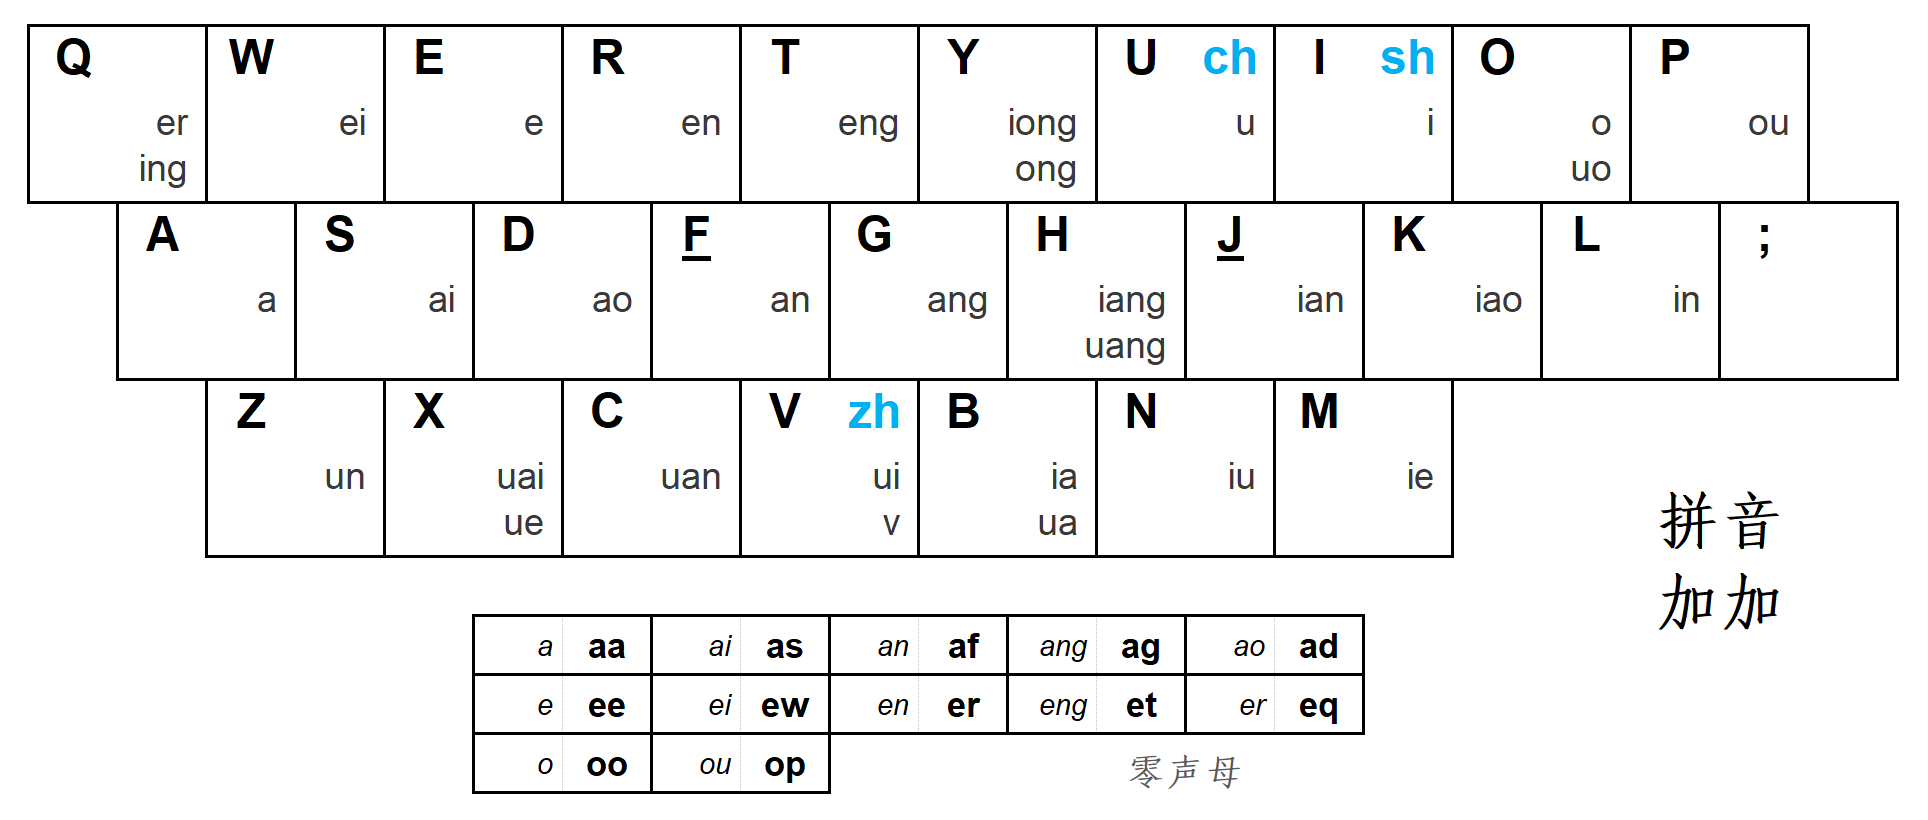 Q W E R T Y U ch I sh O P
er ei e en eng iong u i o ou
ing ong uo
A S D F G H J K L ;
a ai ao an ang iang ian iao in
uang
Z X C V zh B N M
un uai uan ui ia iu ie
ue v ua
拼音
加加
a aa ai as an af ang ag ao ad
e ee ei ew en er eng et er eq
o oo ou op
零声母